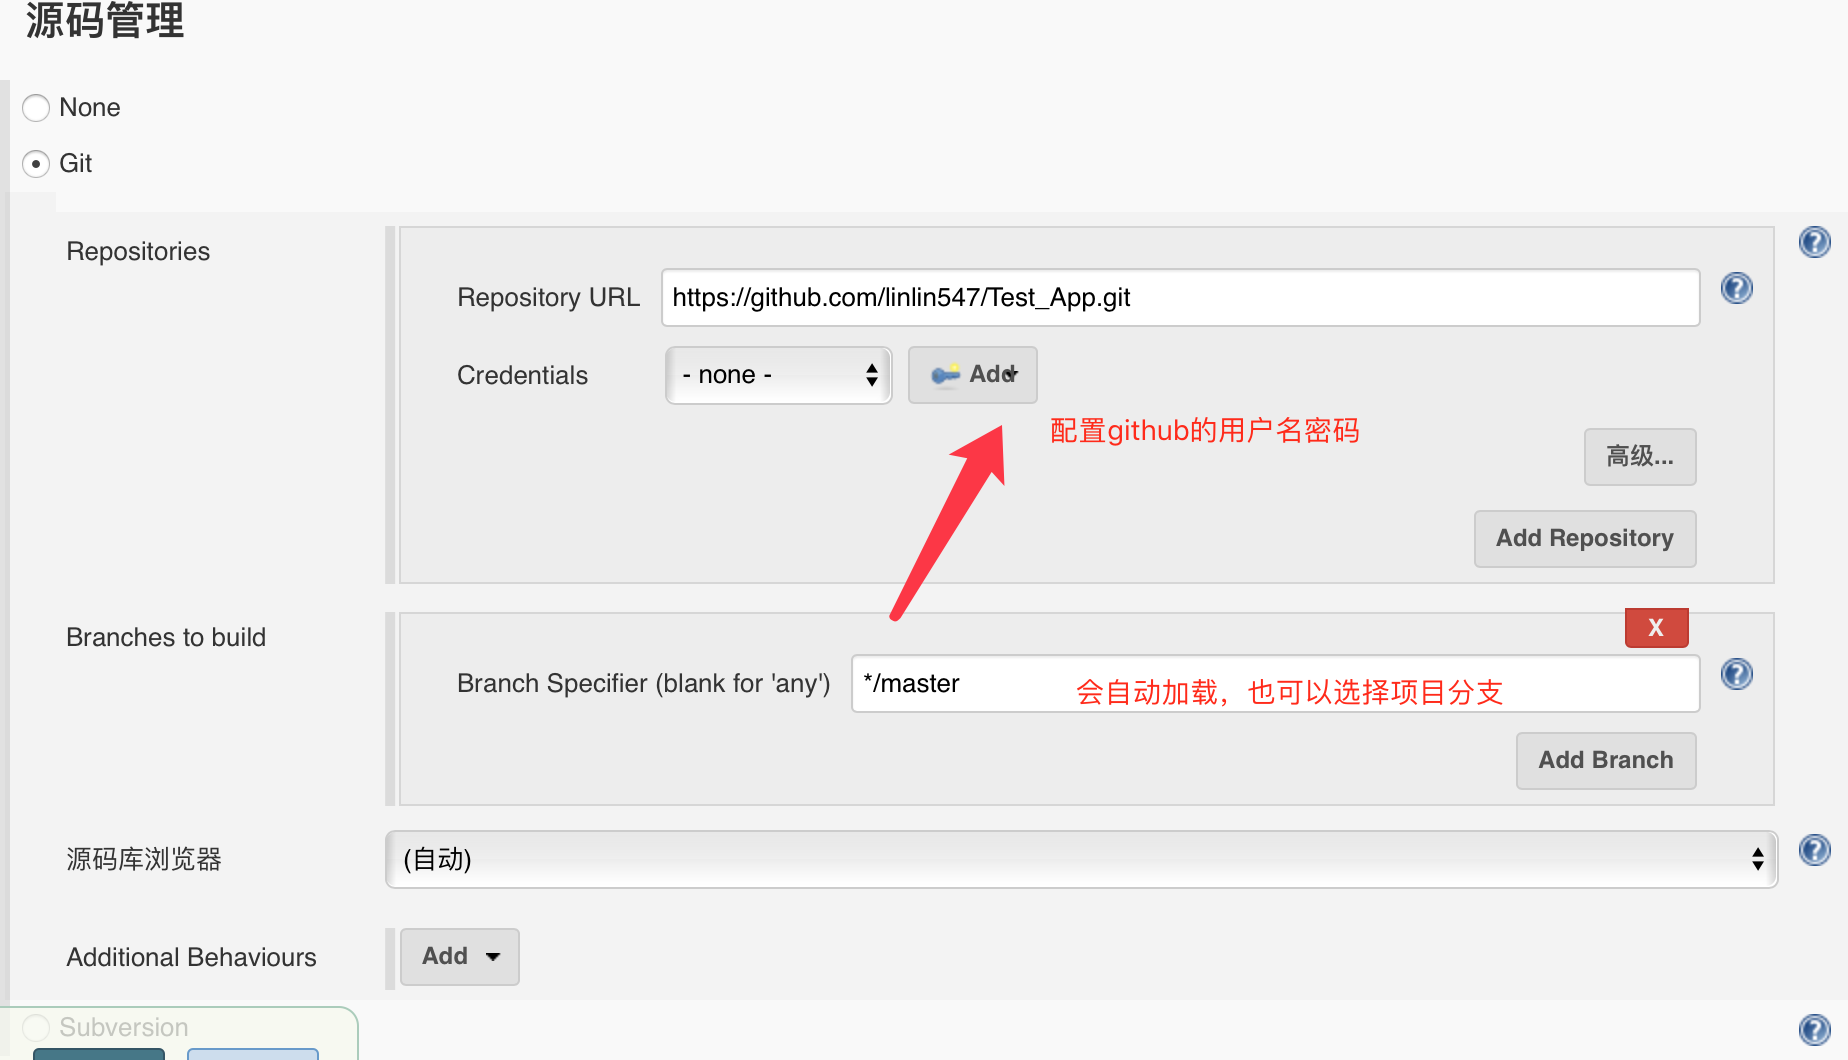 源码管理
None
Git
Repositories
Repository URL https://github.com/linlin547/Test_App.git
Credentials - none - Add
配置github的用户名密码
高级...
Add Repository
Branches to build
X
Branch Specifier (blank for 'any') */master 会自动加载，也可以选择项目分支
Add Branch
源码库浏览器 (自动)
Additional Behaviours Add
Subversion